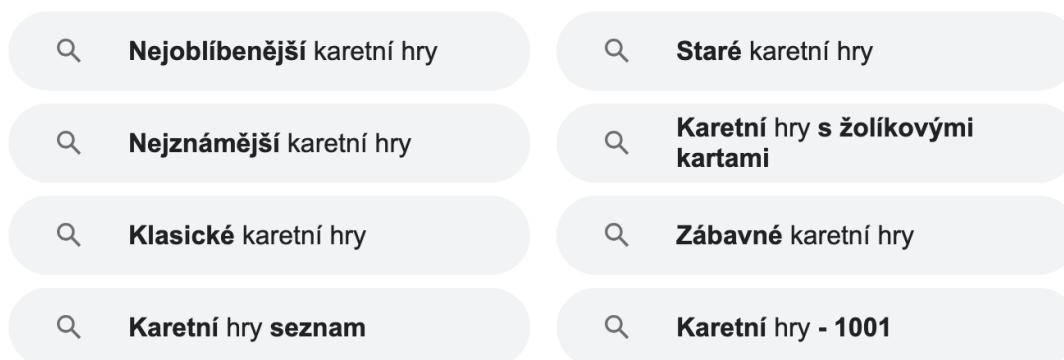 Nejoblíbenější karetní hry
Staré karetní hry
Nejznámější karetní hry
Karetní hry s žolíkovými
kartami
Klasické karetní hry
Zábavné karetní hry
Karetní hry seznam
Karetní hry - 1001